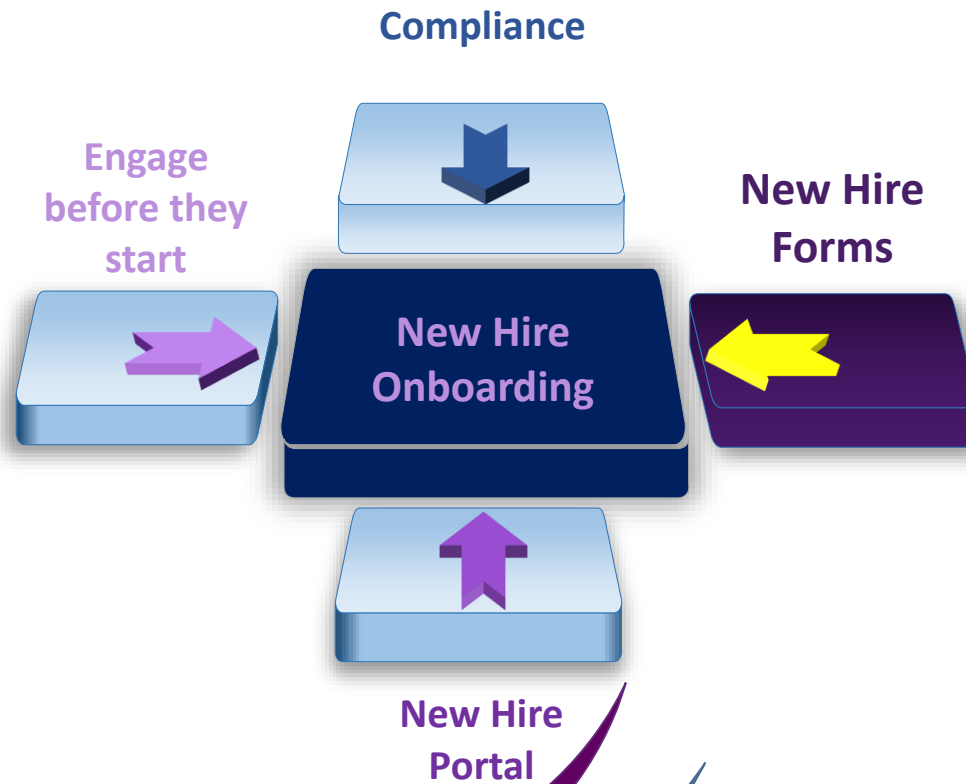 Compliance
Engage
before they
start
New Hire
Forms
New Hire
Onboarding
New Hire
Portal